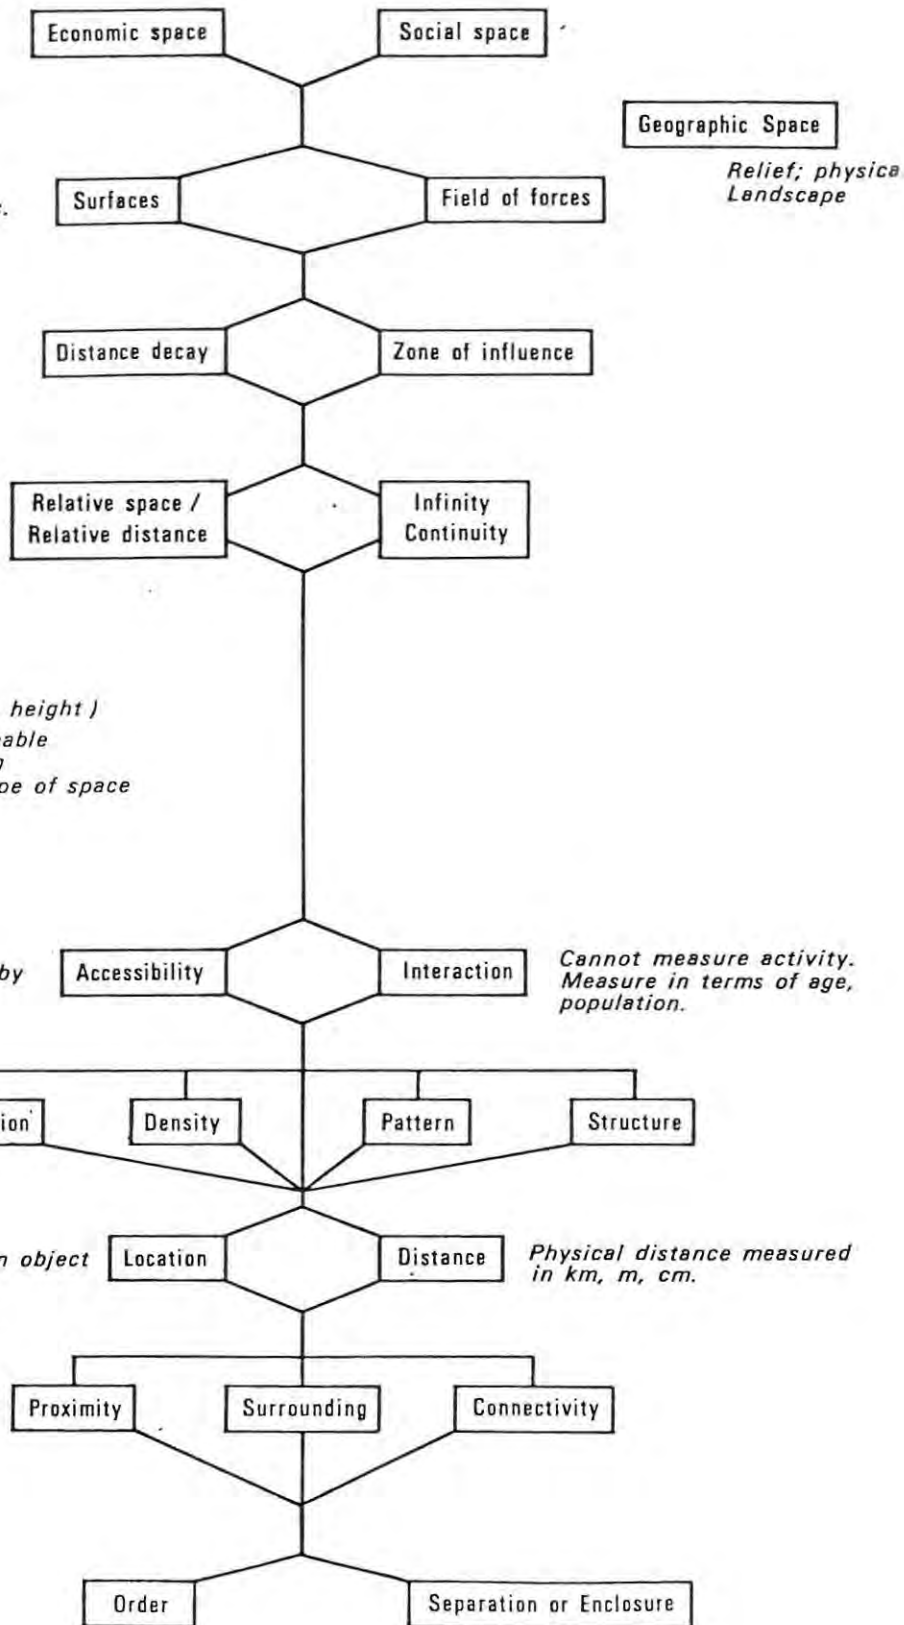 Economic space
Social space
Geographic Space
Relief; physica
Landscape
Surfaces
Field of forces
Distance decay
Zone of influence
Relative space /
Relative distance
Infinity
Continuity
height )
pe of space
by
Accessibility
Interaction
Cannot measure activity.
Measure in terms of age,
population.
ion
Density
Pattern
Structure
n object
Location
Distance
Physical distance measured
in km, m, cm.
Proximity
Surrounding
Connectivity
Order
Separation or Enclosure